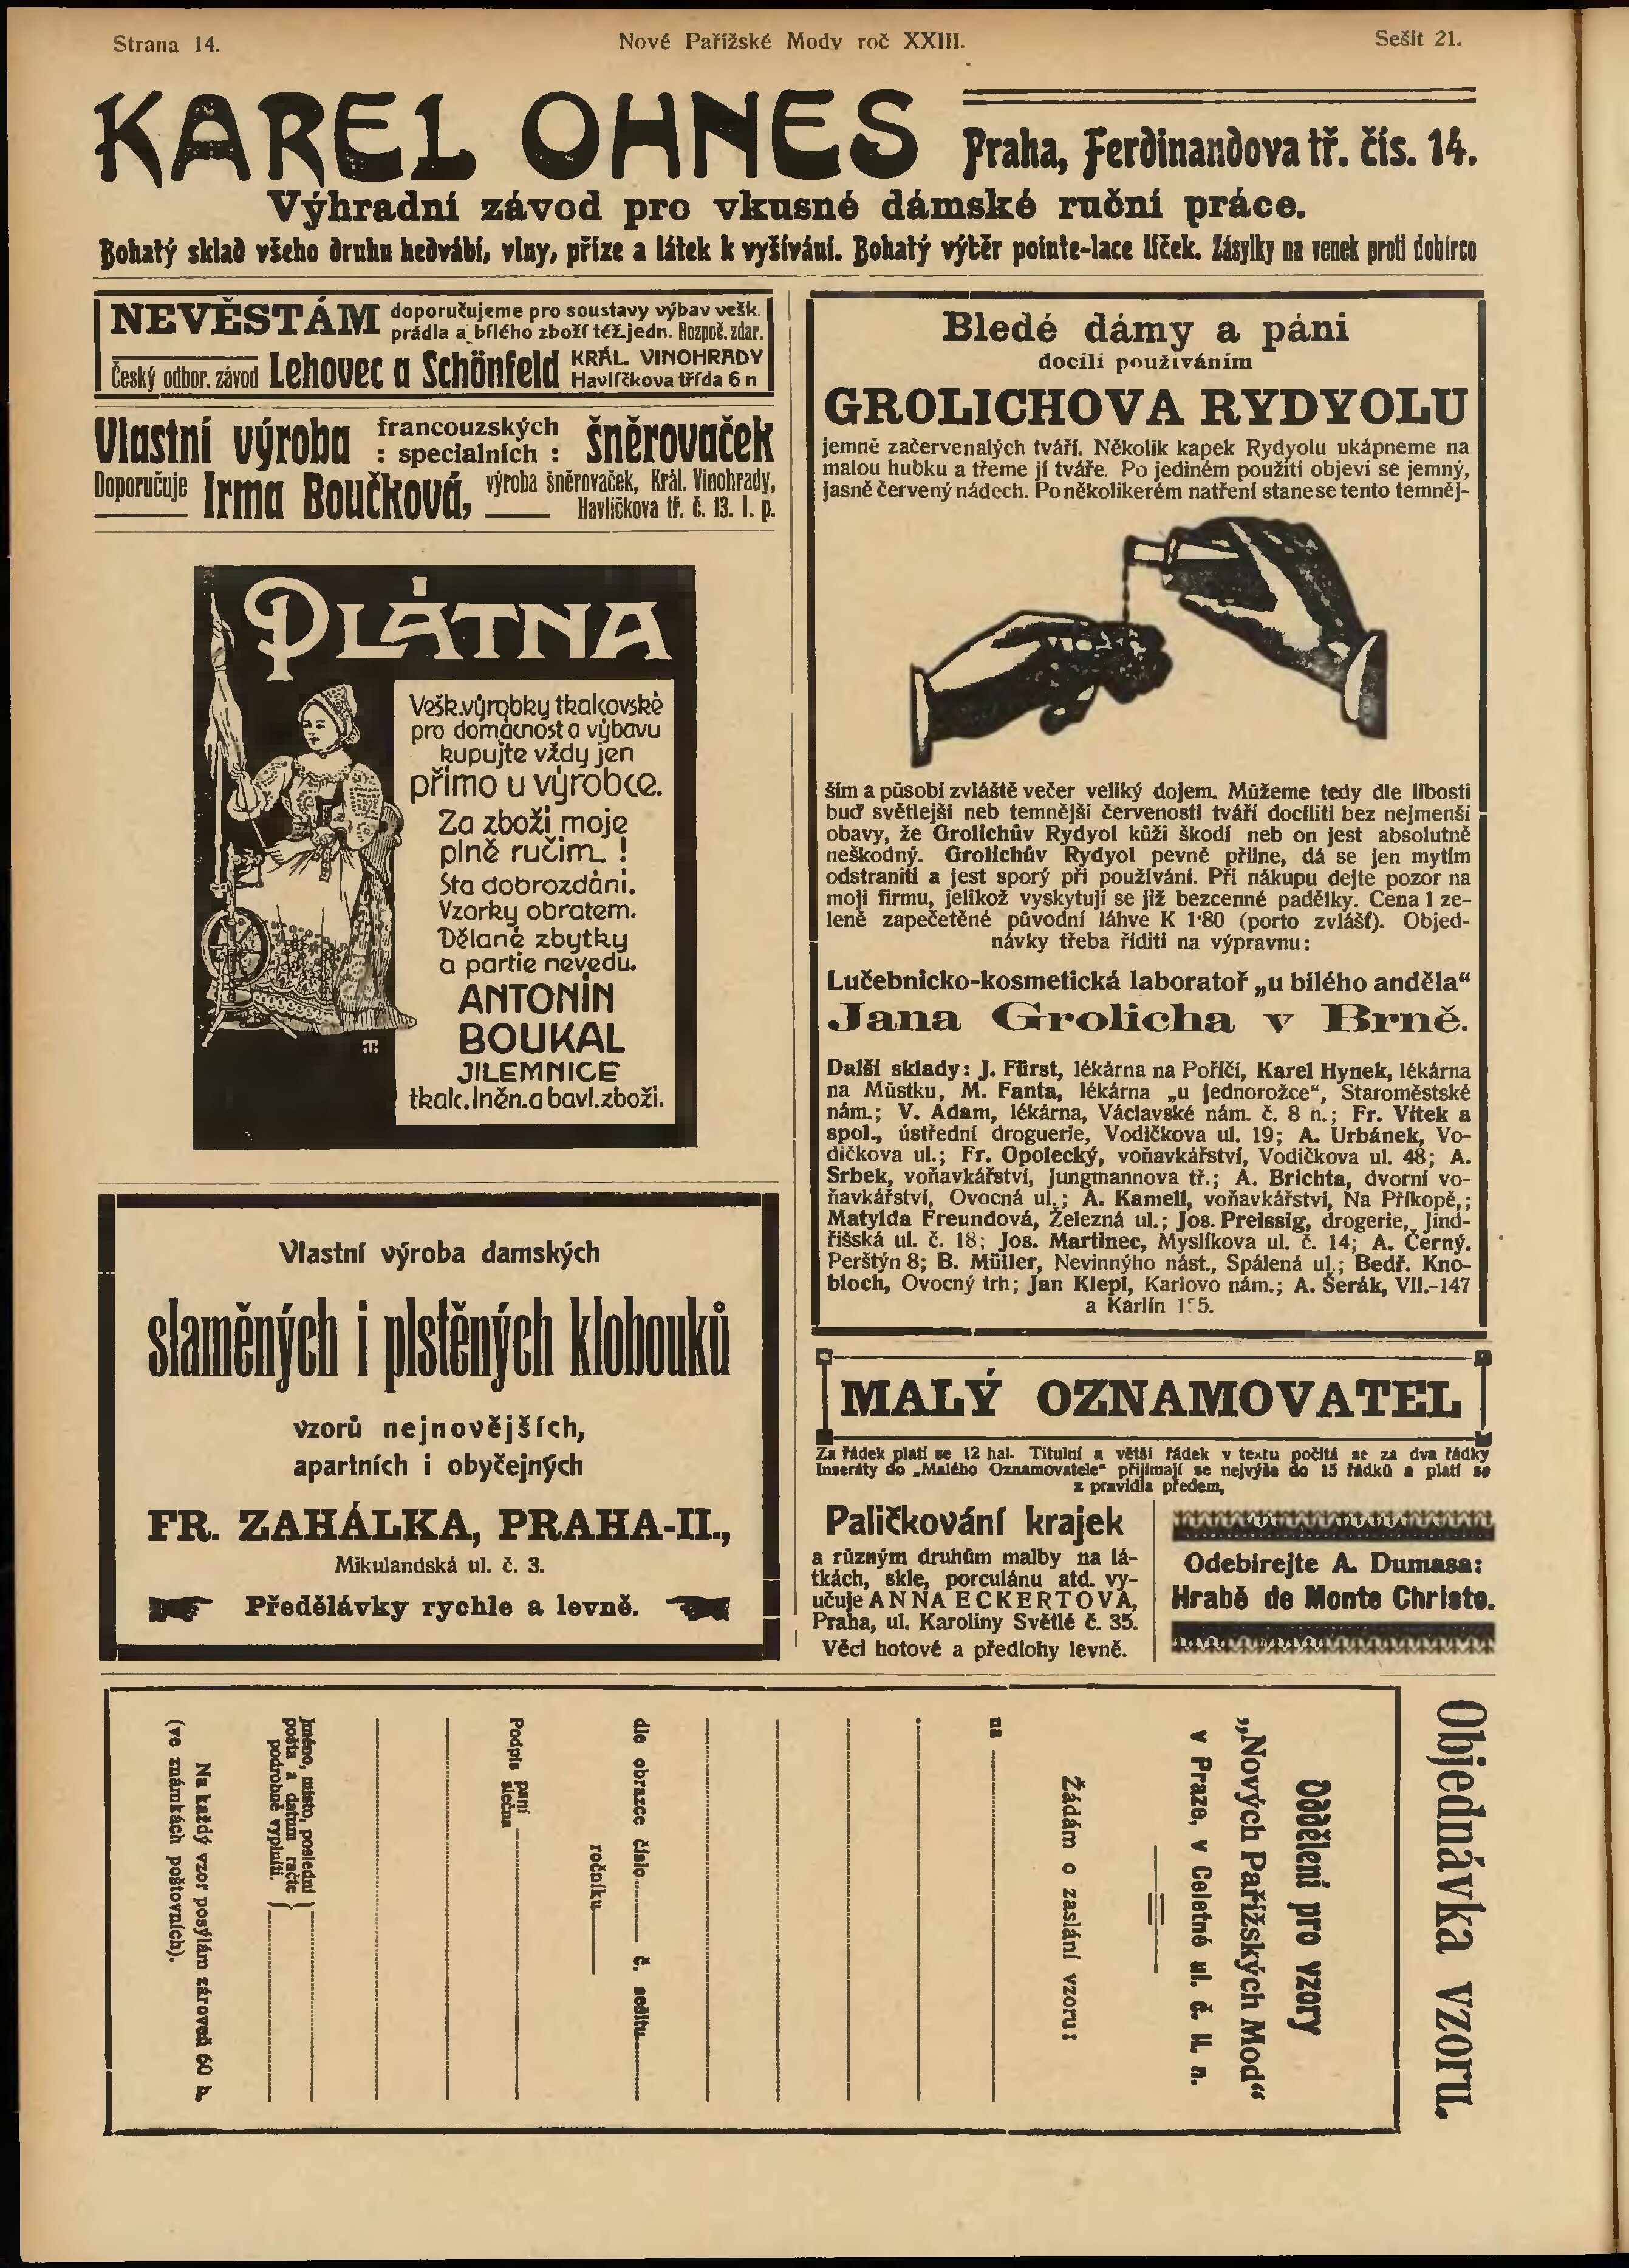 Strana 14.
Nové Pařížské Mody roč XXIII.
Sešit 21.
KAREL OHNES
Praha, Ferdinandova tř. čís. 14.
Výhradní závod pro vkusné dámské ruční práce.
Bohatý sklad všeho druhu hedvábí, vlny, příze a látek k vyšívání. Bohatý výběr pointe-lace líček. Zásylky na venek proti dobírce
NEVĚSTÁM
doporučujeme pro soustavy výbav vešk.
prádla a bílého zboží též.jedn. Rozpoč.zdar.
Český odbor. závod Lehovec a Schönfeld
KRÁL. VINOHRADY
Havlíčkova třída 6 n
Vlastní výroba francouzských : specialních : šněrovaček
Doporučuje Irma Boučková,
výroba šněrovaček, Král. Vinohrady,
Havlíčkova tř. č. 13. I. p.
PLÁTNA
Vešk.výrobky tkalcovské
pro domácnost a výbavu
kupujte vždy jen
přímo u výrobce.
Za zboží moje
plně ručím !
Sta dobrozdání.
Vzorky obratem.
Dělané zbytky
a partie nevedu.
ANTONÍN
BOUKAL
JILEMNICE
tkalc.lněn.a bavl.zboží.
Vlastní výroba damských
slaměných i plstěných klobouků
vzorů nejnovějších,
apartních i obyčejných
FR. ZAHÁLKA, PRAHA-II.,
Mikulandská ul. č. 3.
Předělávky rychle a levně.
Bledé dámy a páni
docílí používáním
GROLICHOVA RYDYOLU
jemně začervenalých tváří. Několik kapek Rydyolu ukápneme na
malou hubku a třeme jí tváře. Po jediném použití objeví se jemný,
jasně červený nádech. Po několikerém natření stane se tento temněj-
ším a působí zvláště večer veliký dojem. Můžeme tedy dle libosti
buď světlejší neb temnější červenosti tváří docíliti bez nejmenší
obavy, že Grolichův Rydyol kůži škodí neb on jest absolutně
neškodný. Grolichův Rydyol pevně přilne, dá se jen mytím
odstraniti a jest sporý při používání. Při nákupu dejte pozor na
moji firmu, jelikož vyskytují se již bezcenné padělky. Cena 1 ze-
leně zapečetěné původní láhve K 1·80 (porto zvlášť). Objed-
návky třeba říditi na výpravnu:
Lučebnicko-kosmetická laboratoř „u bílého anděla“
Jana Grolicha v Brně.
Další sklady: J. Fürst, lékárna na Poříčí, Karel Hynek, lékárna
na Můstku, M. Fanta, lékárna „u jednorožce“, Staroměstské
nám.; V. Adam, lékárna, Václavské nám. č. 8 n.; Fr. Vítek a
spol., ústřední droguerie, Vodičkova ul. 19; A. Urbánek, Vo-
dičkova ul.; Fr. Opolecký, voňavkářství, Vodičkova ul. 48; A.
Srbek, voňavkářství, Jungmannova tř.; A. Brichta, dvorní vo-
ňavkářství, Ovocná ul.; A. Kamell, voňavkářství, Na Příkopě,;
Matylda Freundová, Železná ul.; Jos. Preissig, drogerie, Jind-
řišská ul. č. 18; Jos. Martinec, Myslíkova ul. č. 14; A. Černý.
Perštýn 8; B. Müller, Nevinnýho nást., Spálená ul.; Bedř. Kno-
bloch, Ovocný trh; Jan Klepl, Karlovo nám.; A. Šerák, VII.-147
a Karlín
MALÝ OZNAMOVATEL
Za řádek platí se 12 hal. Titulní a větší řádek v textu počítá se za dva řádky
Inseráty do „Malého Oznamovatele“ přijímají se nejvýše do 15 řádků a platí se
z pravidla předem,
Paličkování krajek
a různým druhům malby na lá-
tkách, skle, porculánu atd. vy-
učuje ANNA ECKERTOVÁ,
Praha, ul. Karoliny Světlé č. 35.
Věci hotové a předlohy levně.
Odebírejte A. Dumasa:
Hrabě de Monte Christo.
Objednávka vzoru.
Oddělení pro vzory
„Nových Pařížských Mod“
v Praze, v Celetné ul. č. H. n.
Žádám o zaslání vzoru:
na
dle obrazce číslo č. sešitu
ročníku
Podpis paní slečna
Jméno, místo, poslední
pošta a datum račte
podrobně vyplniti.
Na každý vzor posýlám zároveň 60 h,
(ve známkách poštovních).